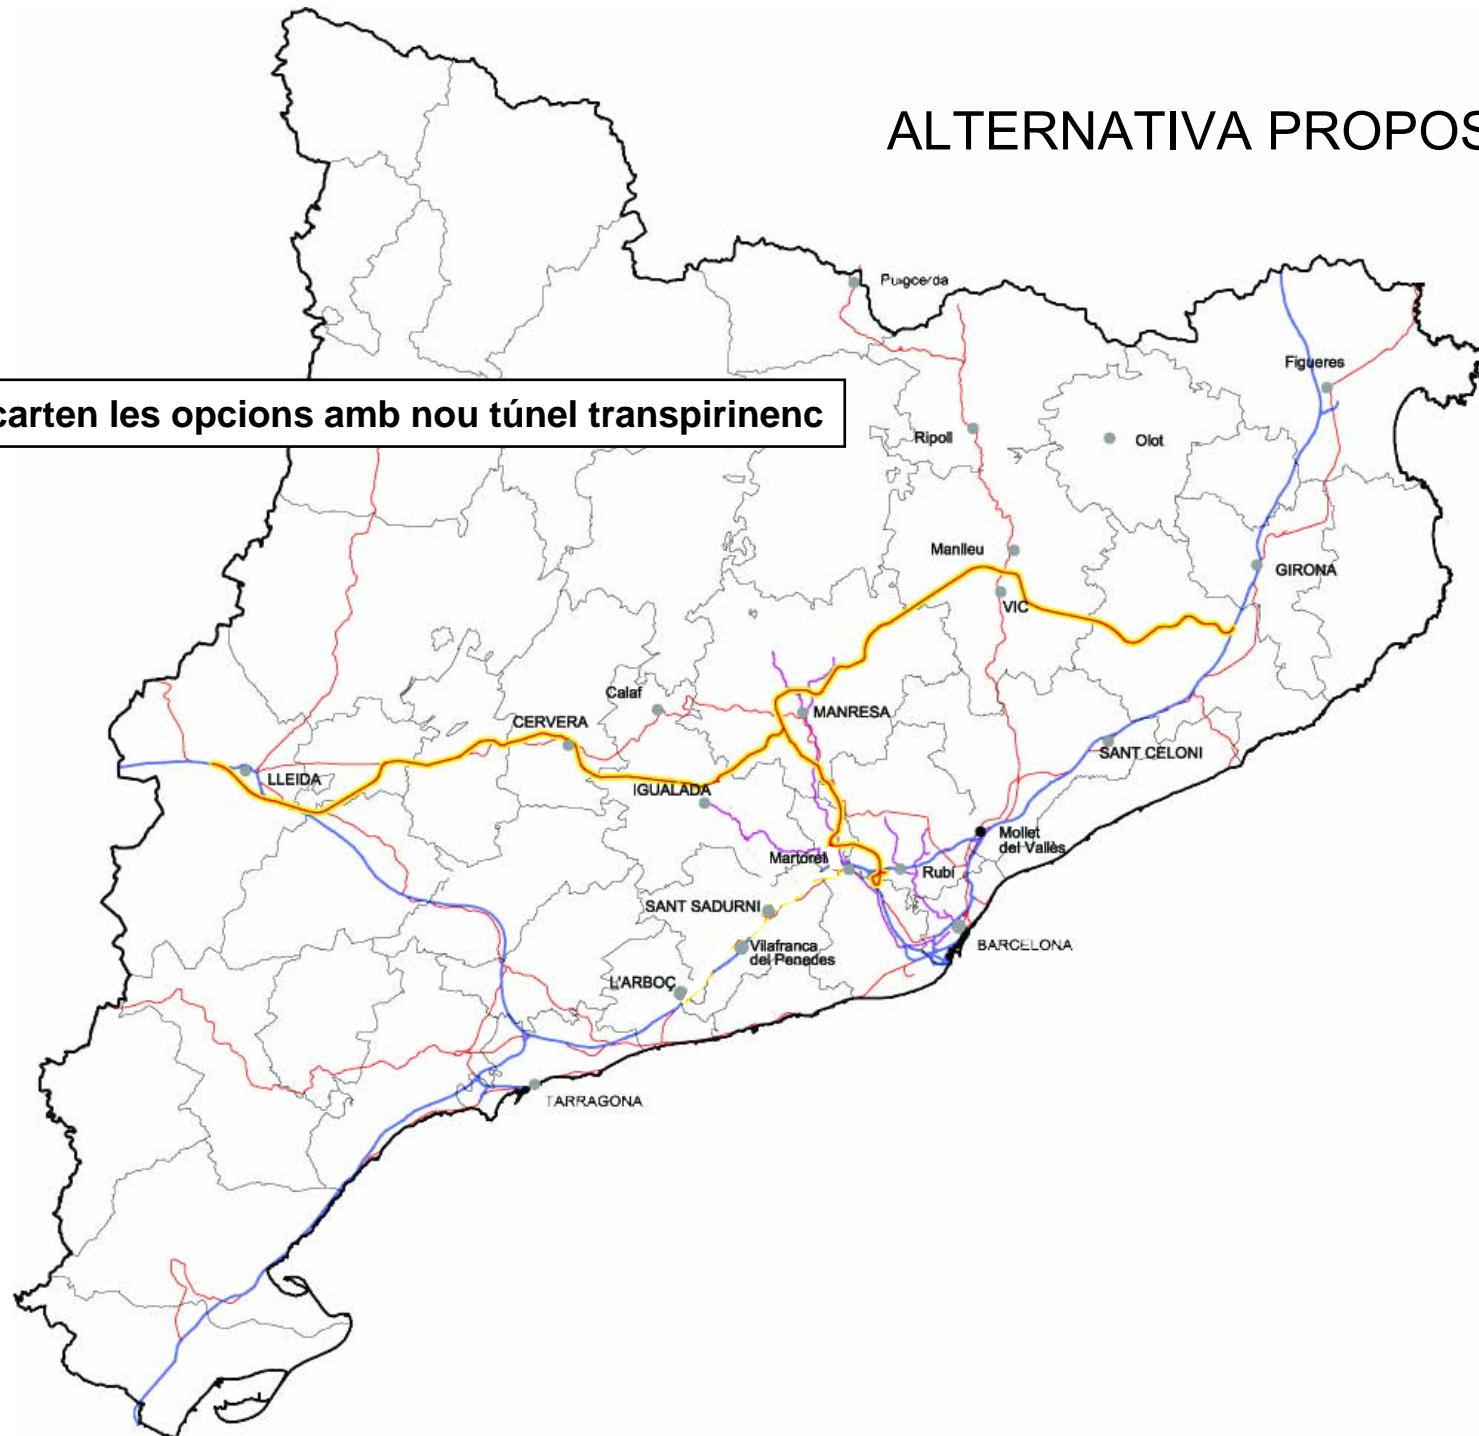 ALTERNATIVA PROPOS
Puigcerda
Figueres
carten les opcions amb nou túnel transpirinenc
Ripoll
Olot
Manlleu
GIRONA
VIC
Calaf
MANRESA
CERVERA
SANT CELONI
LLEIDA
IGUALADA
Mollet
del Vallès
Martorell
Rubí
SANT SADURNI
BARCELONA
Vilafranca
del Penedes
L'ARBOÇ
TARRAGONA